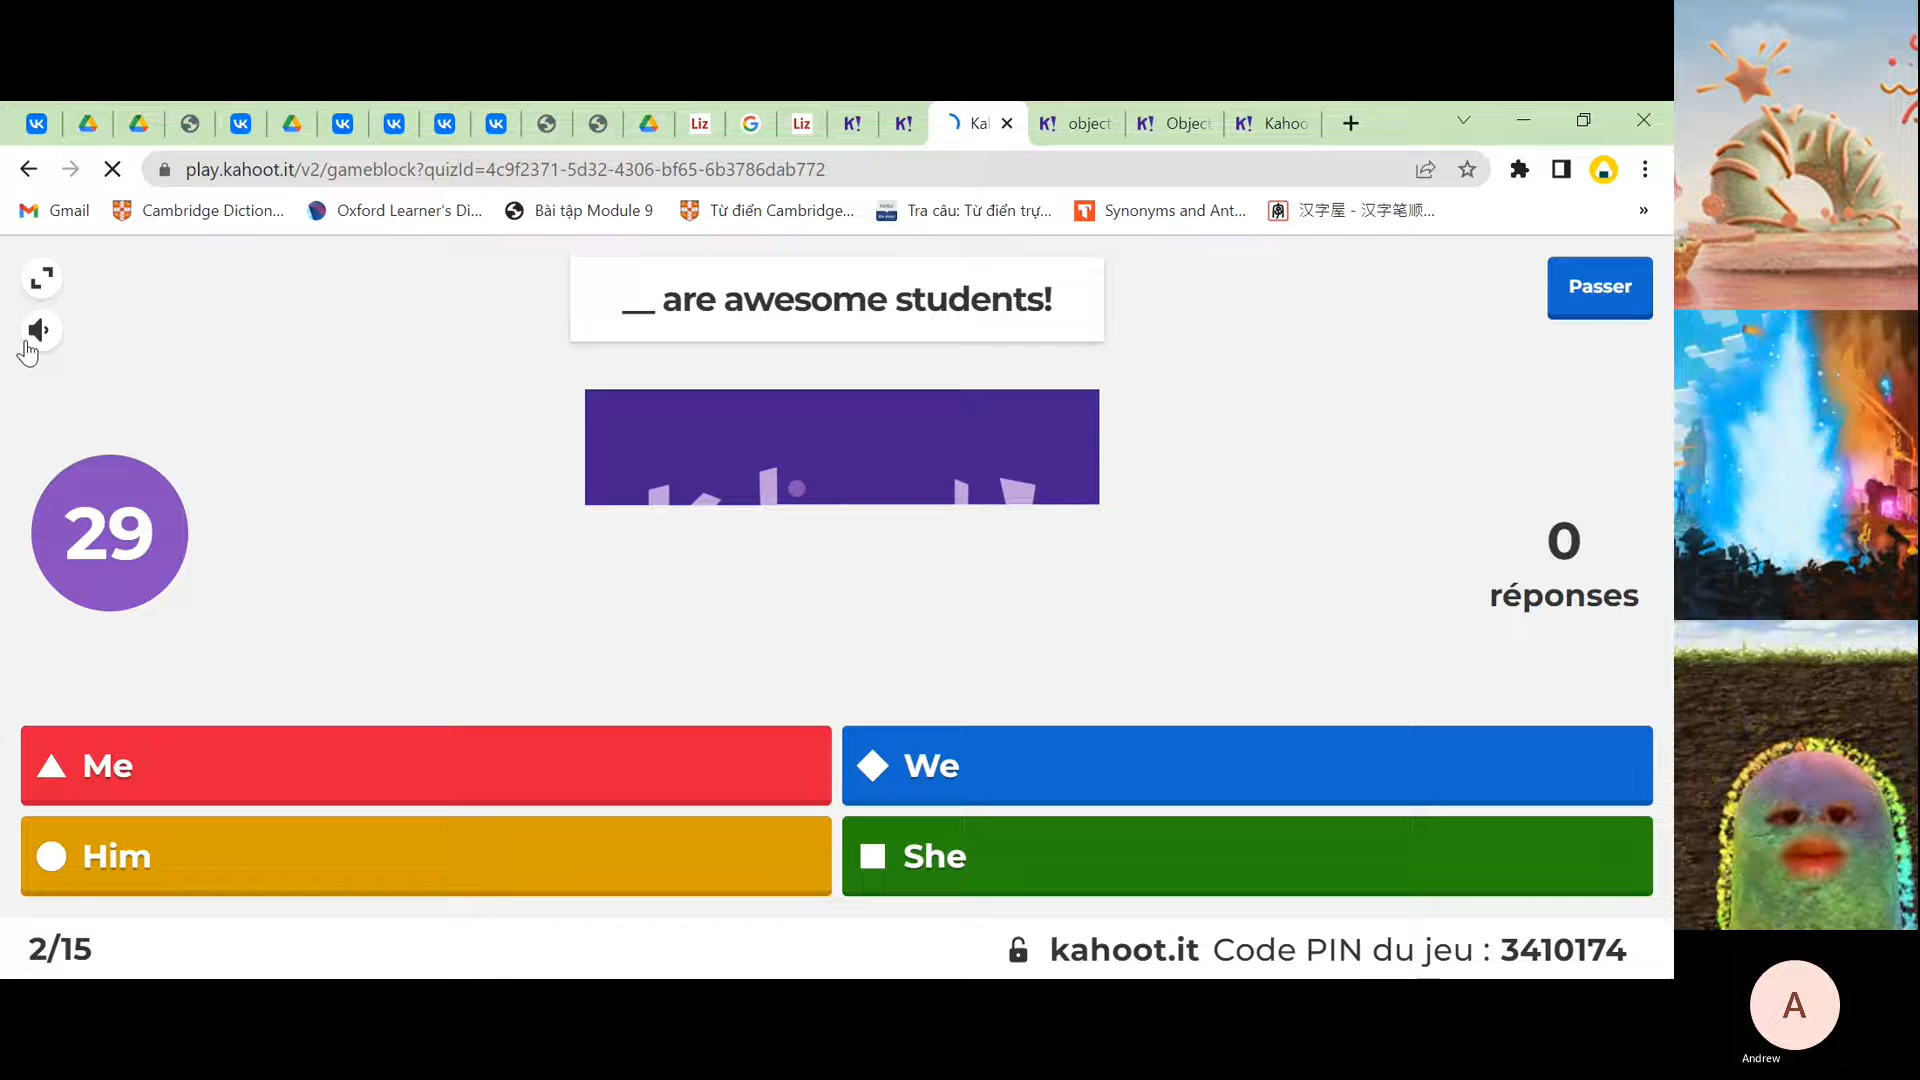 Liz
Liz
K!
K!
Kal
K! object
K! Object
K! Kahoo
play.kahoot.it/v2/gameblock?quizId=4c9f2371-5d32-4306-bf65-6b3786dab772
Gmail
Cambridge Diction...
Oxford Learner's Di...
Bài tập Module 9
Từ điển Cambridge...
Tra câu: Từ điển trự...
Synonyms and Ant...
汉字屋 - 汉字笔顺...
__ are awesome students!
Passer
29
0
réponses
Me
We
Him
She
2/15
kahoot.it Code PIN du jeu : 3410174
A
Andrew